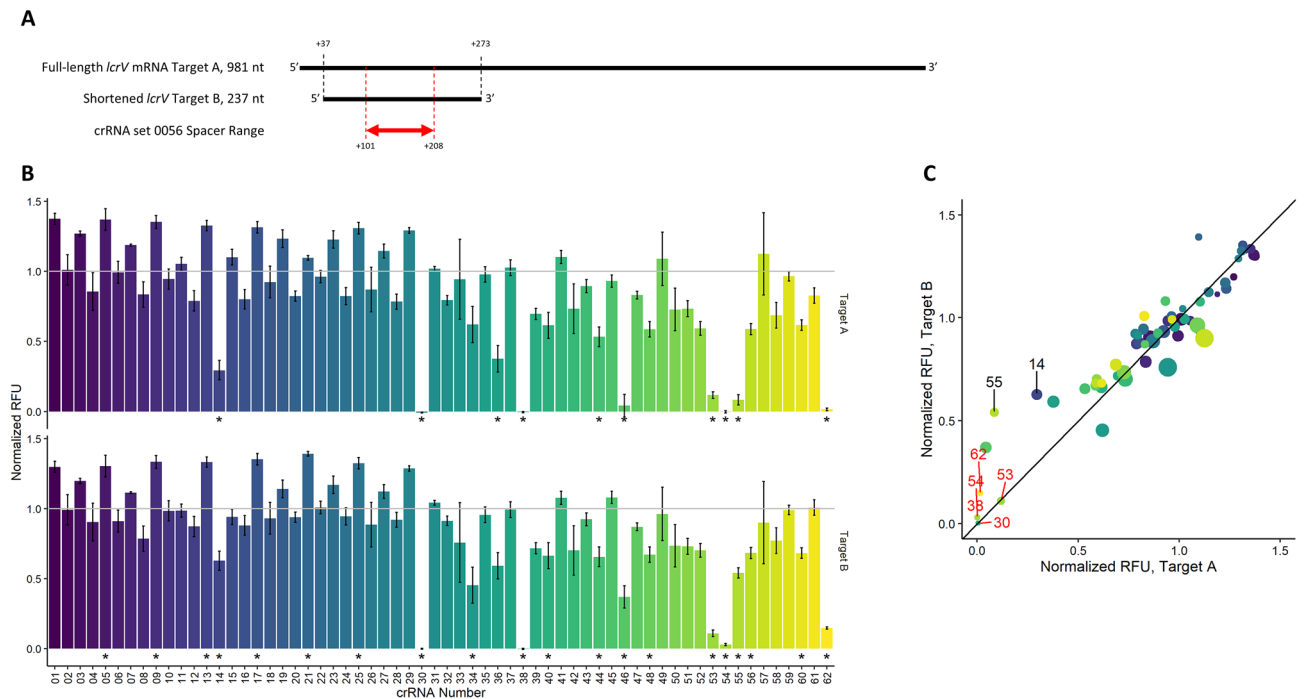 A
+37 +273
Full-length lcrV mRNA Target A, 981 nt 5’ 3’
Shortened lcrV Target B, 237 nt 5’ 3’
crRNA set 0056 Spacer Range
+101 +208
B
1.5
1.0
0.5
0.0
Target A
* * * * * * * * * *
Normalized RFU
1.5
1.0
0.5
0.0
Target B
* * * * * * * * * * * * * * * * * * * * *
01 02 03 04 05 06 07 08 09 10 11 12 13 14 15 16 17 18 19 20 21 22 23 24 25 26 27 28 29 30 31 32 33 34 35 36 37 38 39 40 41 42 43 44 45 46 47 48 49 50 51 52 53 54 55 56 57 58 59 60 61 62
crRNA Number
C
1.5
1.0
0.5
0.0
Normalized RFU, Target B
55
14
62
54
53
38
30
0.0 0.5 1.0 1.5
Normalized RFU, Target A